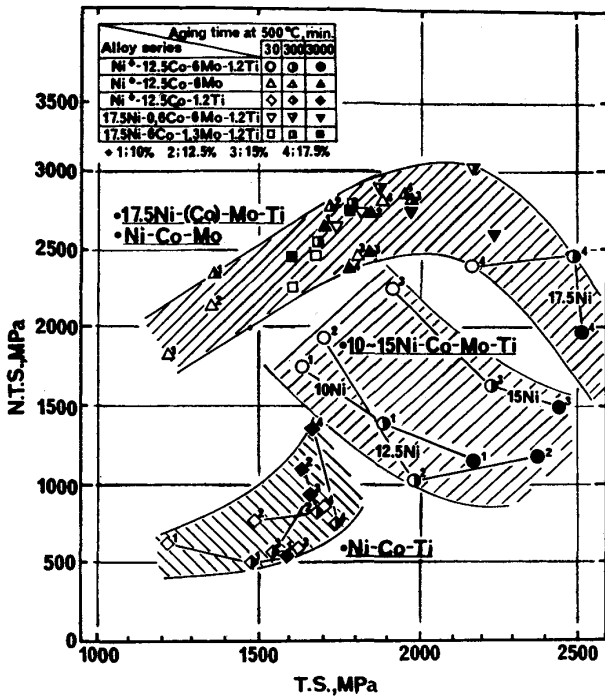 Aging time at 500°C, min.
Alloy series 30 300 3000
Ni*-12.5Co-6Mo-1.2Ti
Ni*-12.5Co-6Mo
Ni*-12.5Co-1.2Ti
17.5Ni-0.6Co-6Mo-1.2Ti
17.5Ni-6Co-1.3Mo-1.2Ti
* 1;10% 2;12.5% 3;15% 4;17.5%
3500
3000
2500
2000
1500
1000
500
0
N.T.S.,MPa
•17.5Ni-(Co)-Mo-Ti
•Ni-Co-Mo
17.5Ni
•10~15Ni-Co-Mo-Ti
10Ni
15Ni
12.5Ni
•Ni-Co-Ti
1000 1500 2000 2500
T.S.,MPa